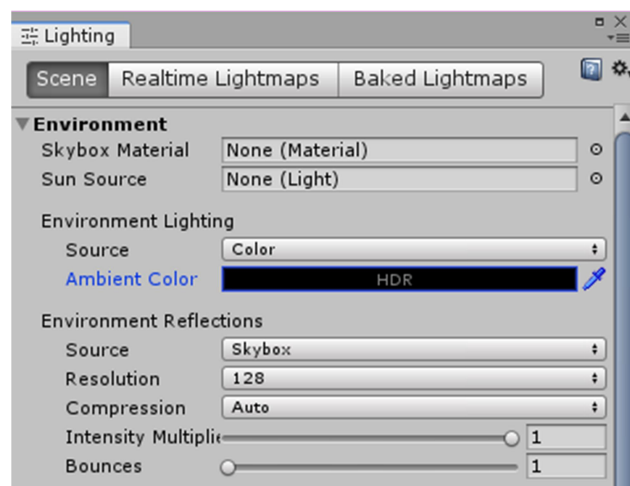 Lighting
Scene Realtime Lightmaps Baked Lightmaps
Environment
Skybox Material None (Material)
Sun Source None (Light)
Environment Lighting
Source Color
Ambient Color HDR
Environment Reflections
Source Skybox
Resolution 128
Compression Auto
Intensity Multiplie 1
Bounces 1